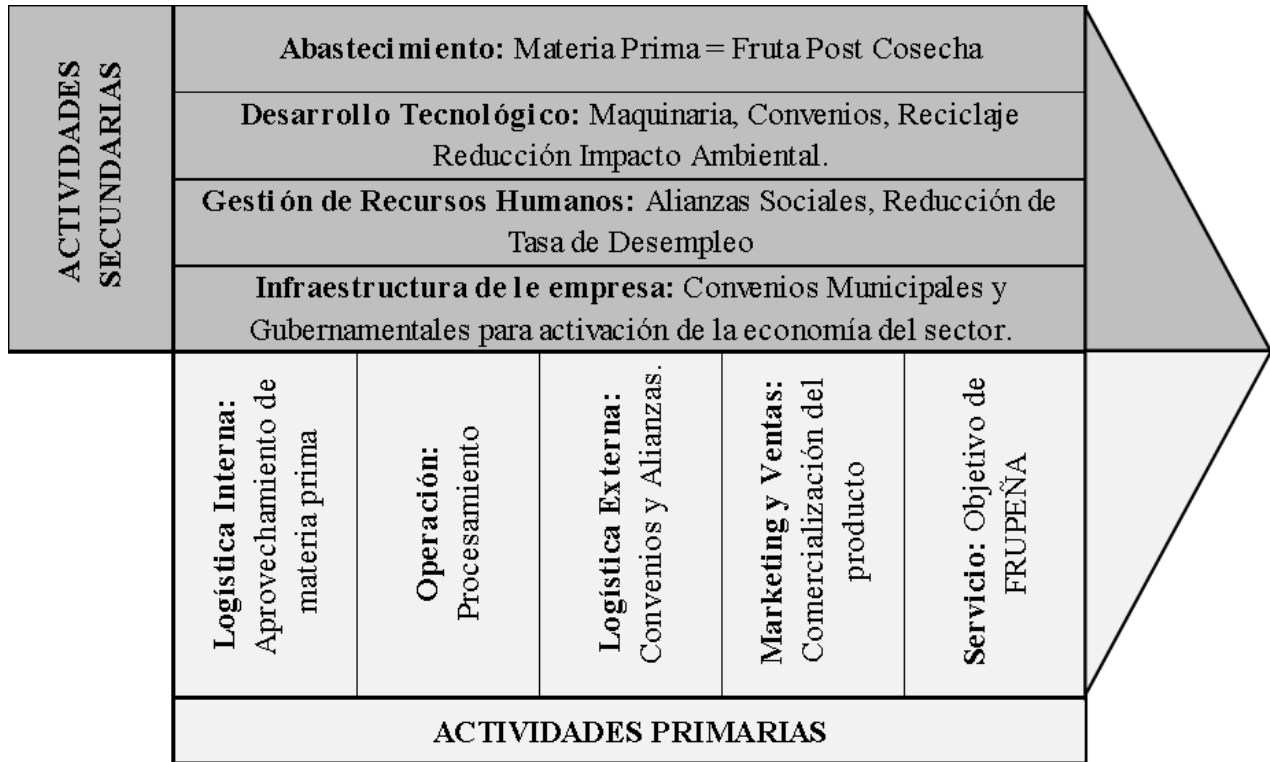 ACTIVIDADES
SECUNDARIAS
Abastecimiento: Materia Prima = Fruta Post Cosecha
Desarrollo Tecnológico: Maquinaria, Convenios, Reciclaje
Reducción Impacto Ambiental.
Gestión de Recursos Humanos: Alianzas Sociales, Reducción de
Tasa de Desempleo
Infraestructura de le empresa: Convenios Municipales y
Gubernamentales para activación de la economía del sector.
Logística Interna:
Aprovechamiento de
materia prima
Operación:
Procesamiento
Logística Externa:
Convenios y Alianzas.
Marketing y Ventas:
Comercialización del
producto
Servicio: Objetivo de
FRUPEÑA
ACTIVIDADES PRIMARIAS